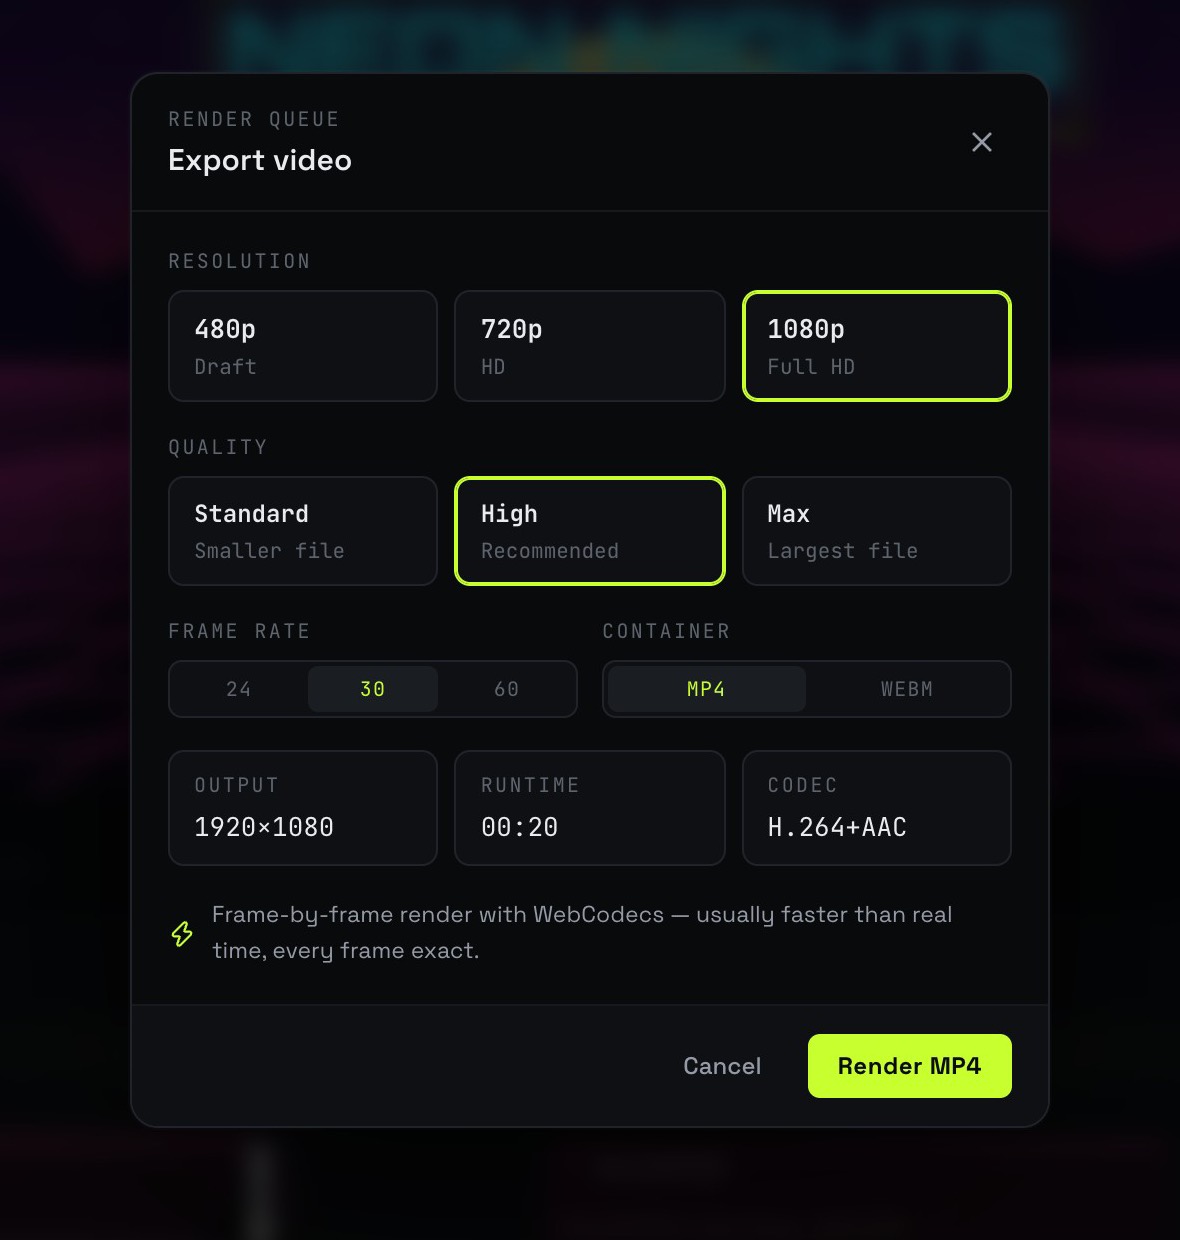 RENDER QUEUE
Export video
RESOLUTION
480p
Draft
720p
HD
1080p
Full HD
QUALITY
Standard
Smaller file
High
Recommended
Max
Largest file
FRAME RATE
24 30 60
CONTAINER
MP4 WEBM
OUTPUT
1920×1080
RUNTIME
00:20
CODEC
H.264+AAC
Frame-by-frame render with WebCodecs — usually faster than real
time, every frame exact.
Cancel
Render MP4